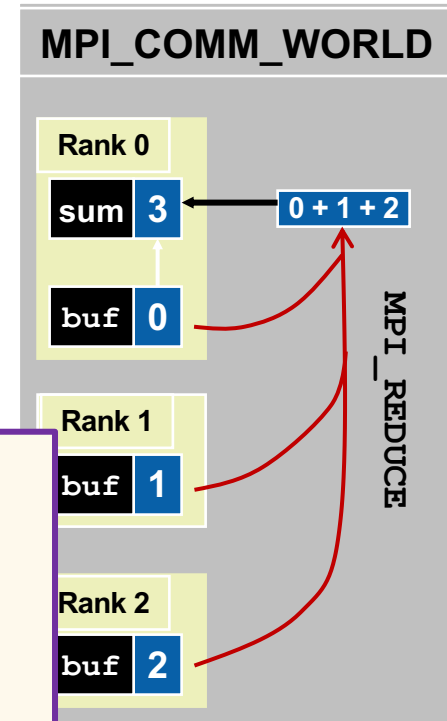 MPI_COMM_WORLD
Rank 0
sum 3
0 + 1 + 2
buf 0
MPI_REDUCE
Rank 1
buf 1
Rank 2
buf 2